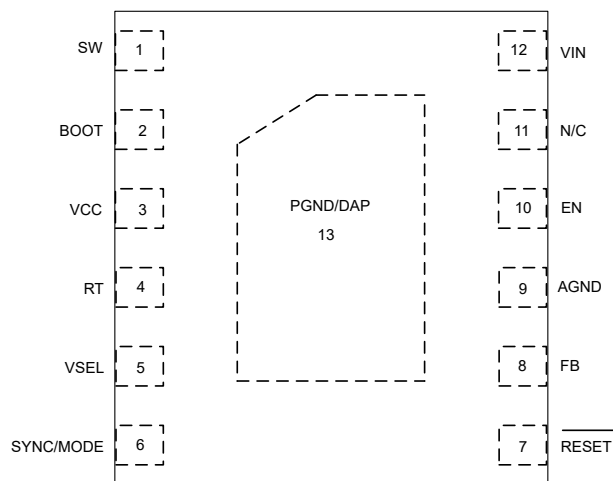 SW 1
12 VIN
BOOT 2
11 N/C
VCC 3
10 EN
PGND/DAP
13
RT 4
9 AGND
VSEL 5
8 FB
SYNC/MODE 6
7 RESET